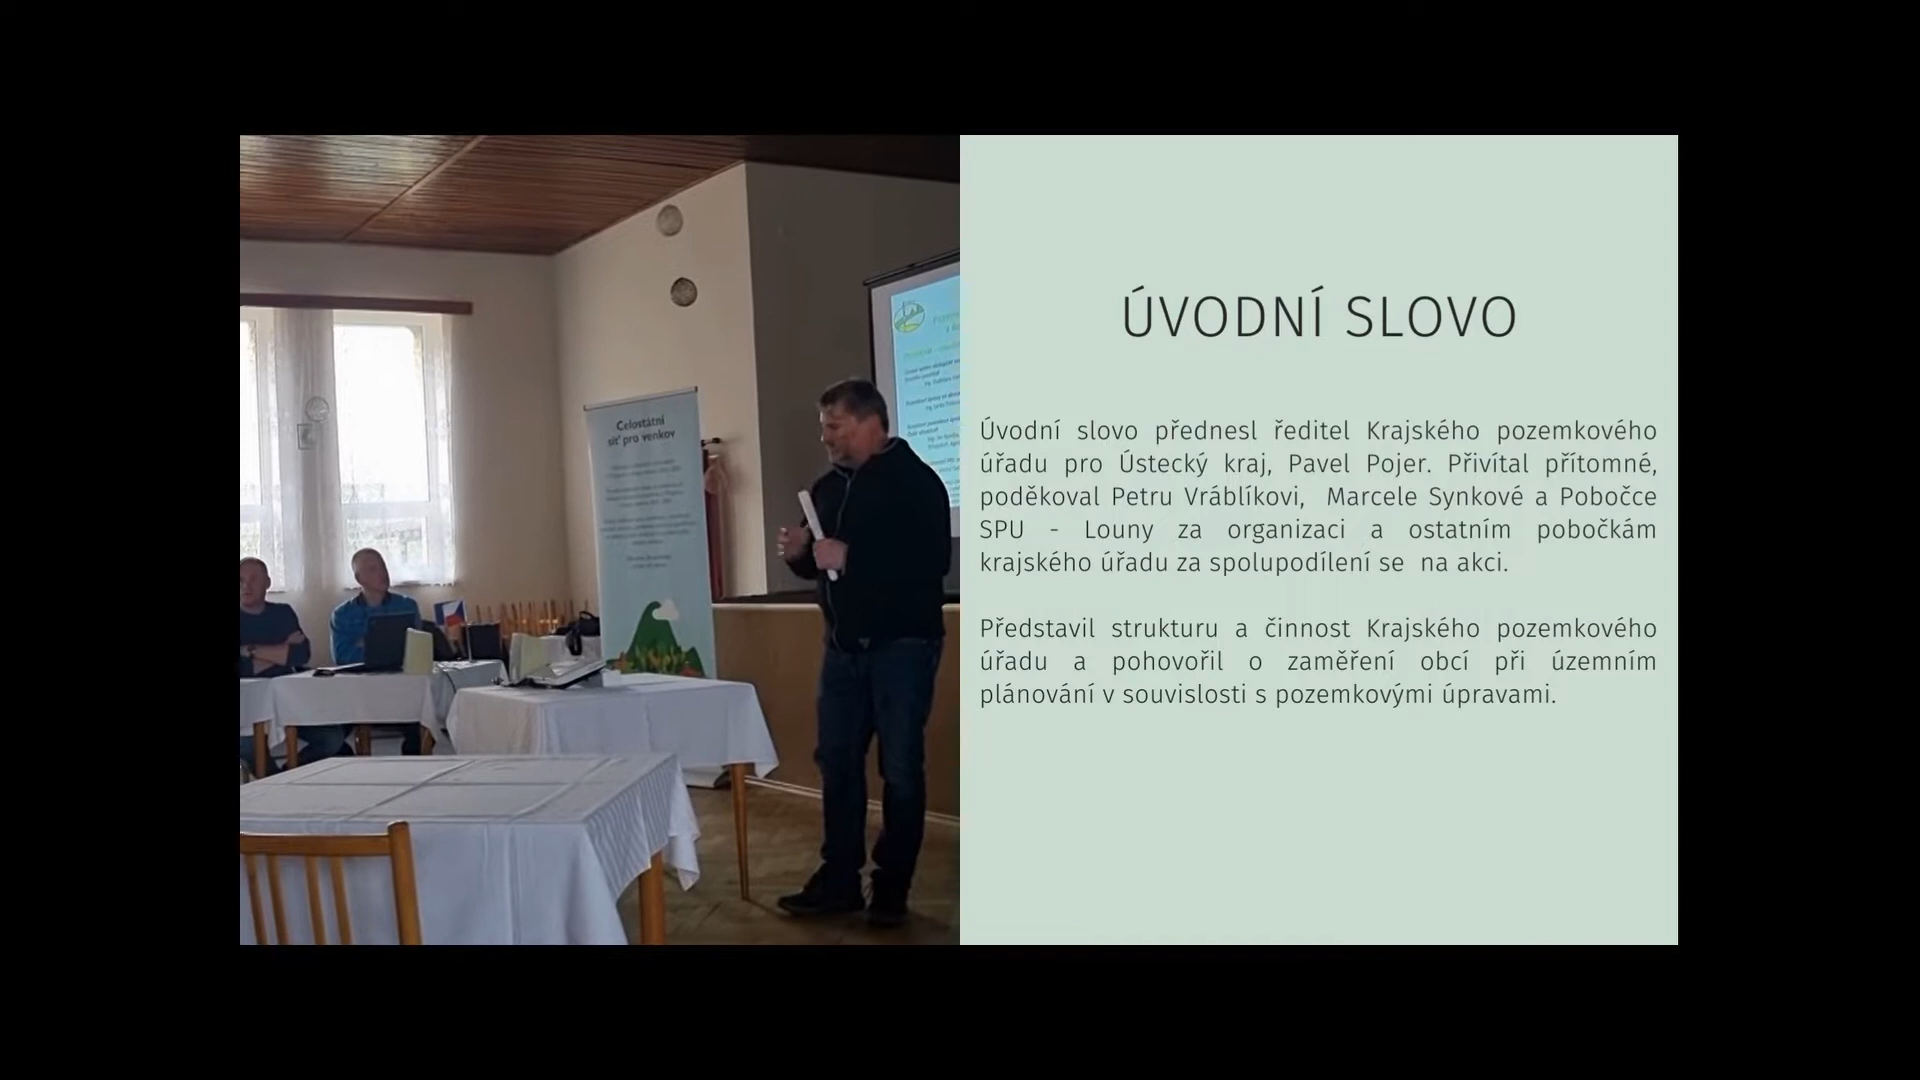 Celostátní
síť pro venkov
ÚVODNÍ SLOVO
Úvodní slovo přednesl ředitel Krajského pozemkového
úřadu pro Ústecký kraj, Pavel Pojer. Přivítal přítomné,
poděkoval Petru Vráblíkovi, Marcele Synkové a Pobočce
SPU - Louny za organizaci a ostatním pobočkám
krajského úřadu za spolupodílení se na akci.
Představil strukturu a činnost Krajského pozemkového
úřadu a pohovořil o zaměření obcí při územním
plánování v souvislosti s pozemkovými úpravami.